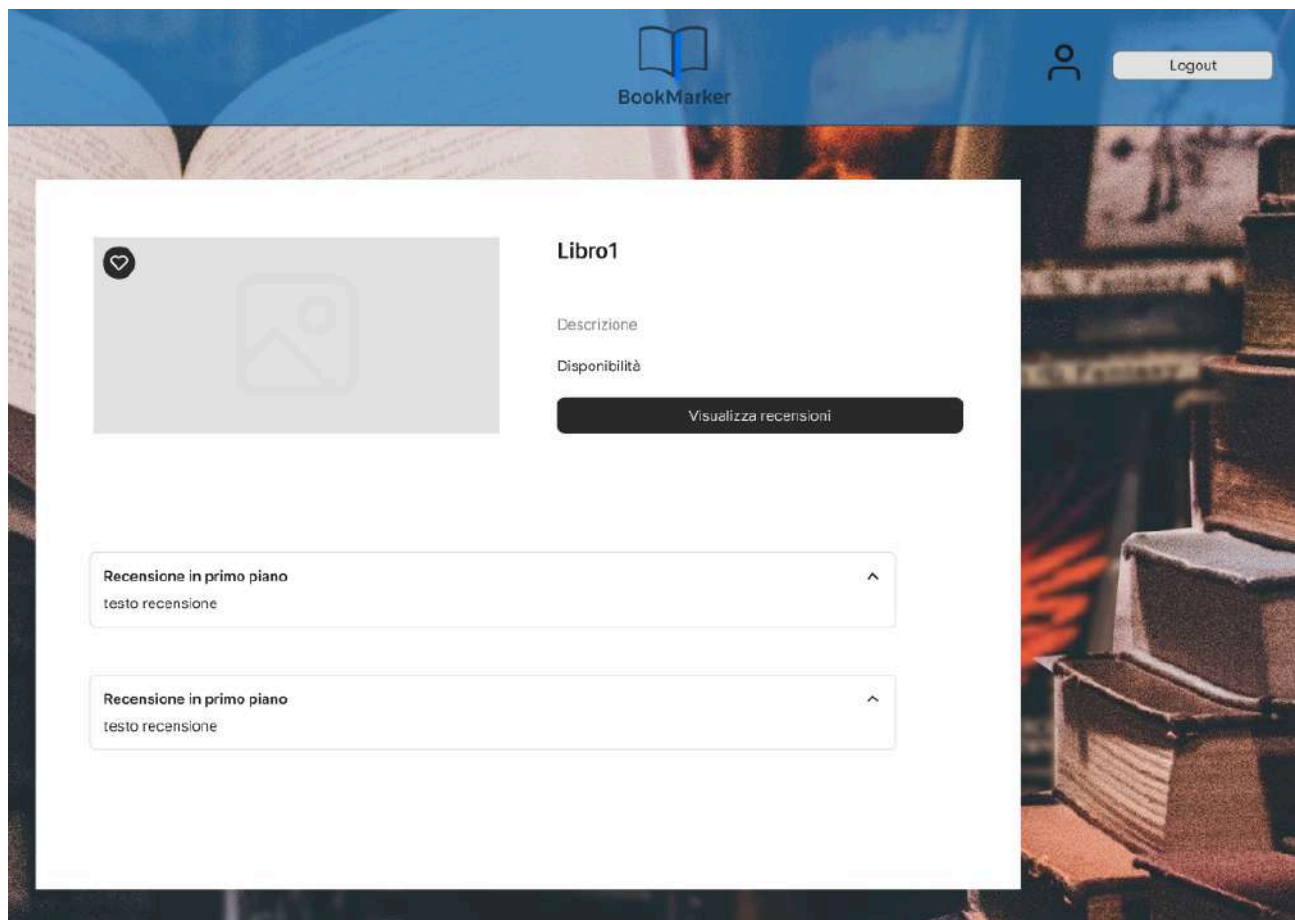 BookMarker
Logout
Libro1
Descrizione
Disponibilità
Visualizza recensioni
Recensione in primo piano
testo recensione
Recensione in primo piano
testo recensione